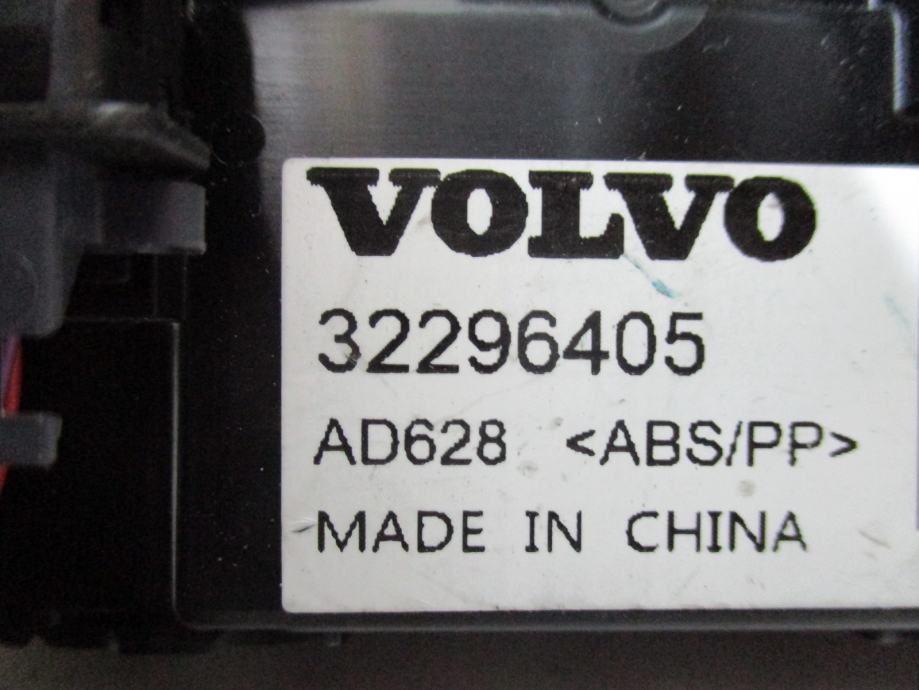 VOLVO
32296405
AD628 <ABS/PP>
MADE IN CHINA